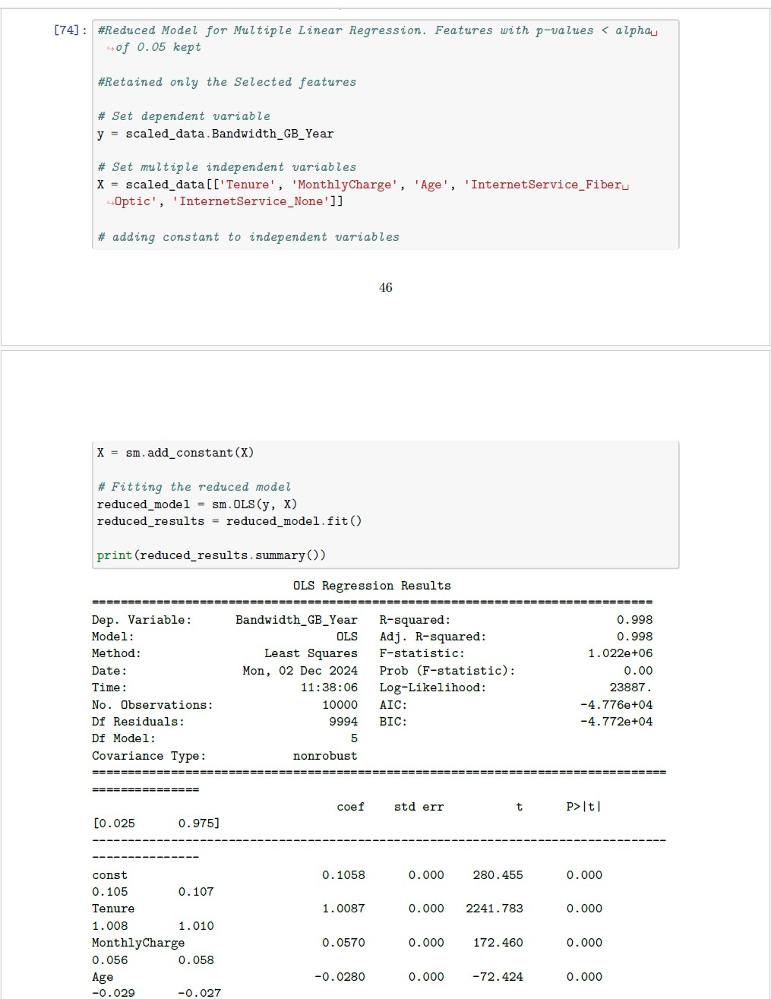 [74]: #Reduced Model for Multiple Linear Regression. Features with p-values < alpha␣
↪of 0.05 kept
#Retained only the Selected features
# Set dependent variable
y = scaled_data.Bandwidth_GB_Year
# Set multiple independent variables
X = scaled_data[['Tenure', 'MonthlyCharge', 'Age', 'InternetService_Fiber␣
↪Optic', 'InternetService_None']]
# adding constant to independent variables
46
X = sm.add_constant(X)
# Fitting the reduced model
reduced_model = sm.OLS(y, X)
reduced_results = reduced_model.fit()
print(reduced_results.summary())
OLS Regression Results
==============================================================================
Dep. Variable: Bandwidth_GB_Year R-squared: 0.998
Model: OLS Adj. R-squared: 0.998
Method: Least Squares F-statistic: 1.022e+06
Date: Mon, 02 Dec 2024 Prob (F-statistic): 0.00
Time: 11:38:06 Log-Likelihood: 23887.
No. Observations: 10000 AIC: -4.776e+04
Df Residuals: 9994 BIC: -4.772e+04
Df Model: 5
Covariance Type: nonrobust
================================================================================
===============
coef std err t P>|t|
[0.025 0.975]
--------------------------------------------------------------------------------
---------------
const 0.1058 0.000 280.455 0.000
0.105 0.107
Tenure 1.0087 0.000 2241.783 0.000
1.008 1.010
MonthlyCharge 0.0570 0.000 172.460 0.000
0.056 0.058
Age -0.0280 0.000 -72.424 0.000
-0.029 -0.027